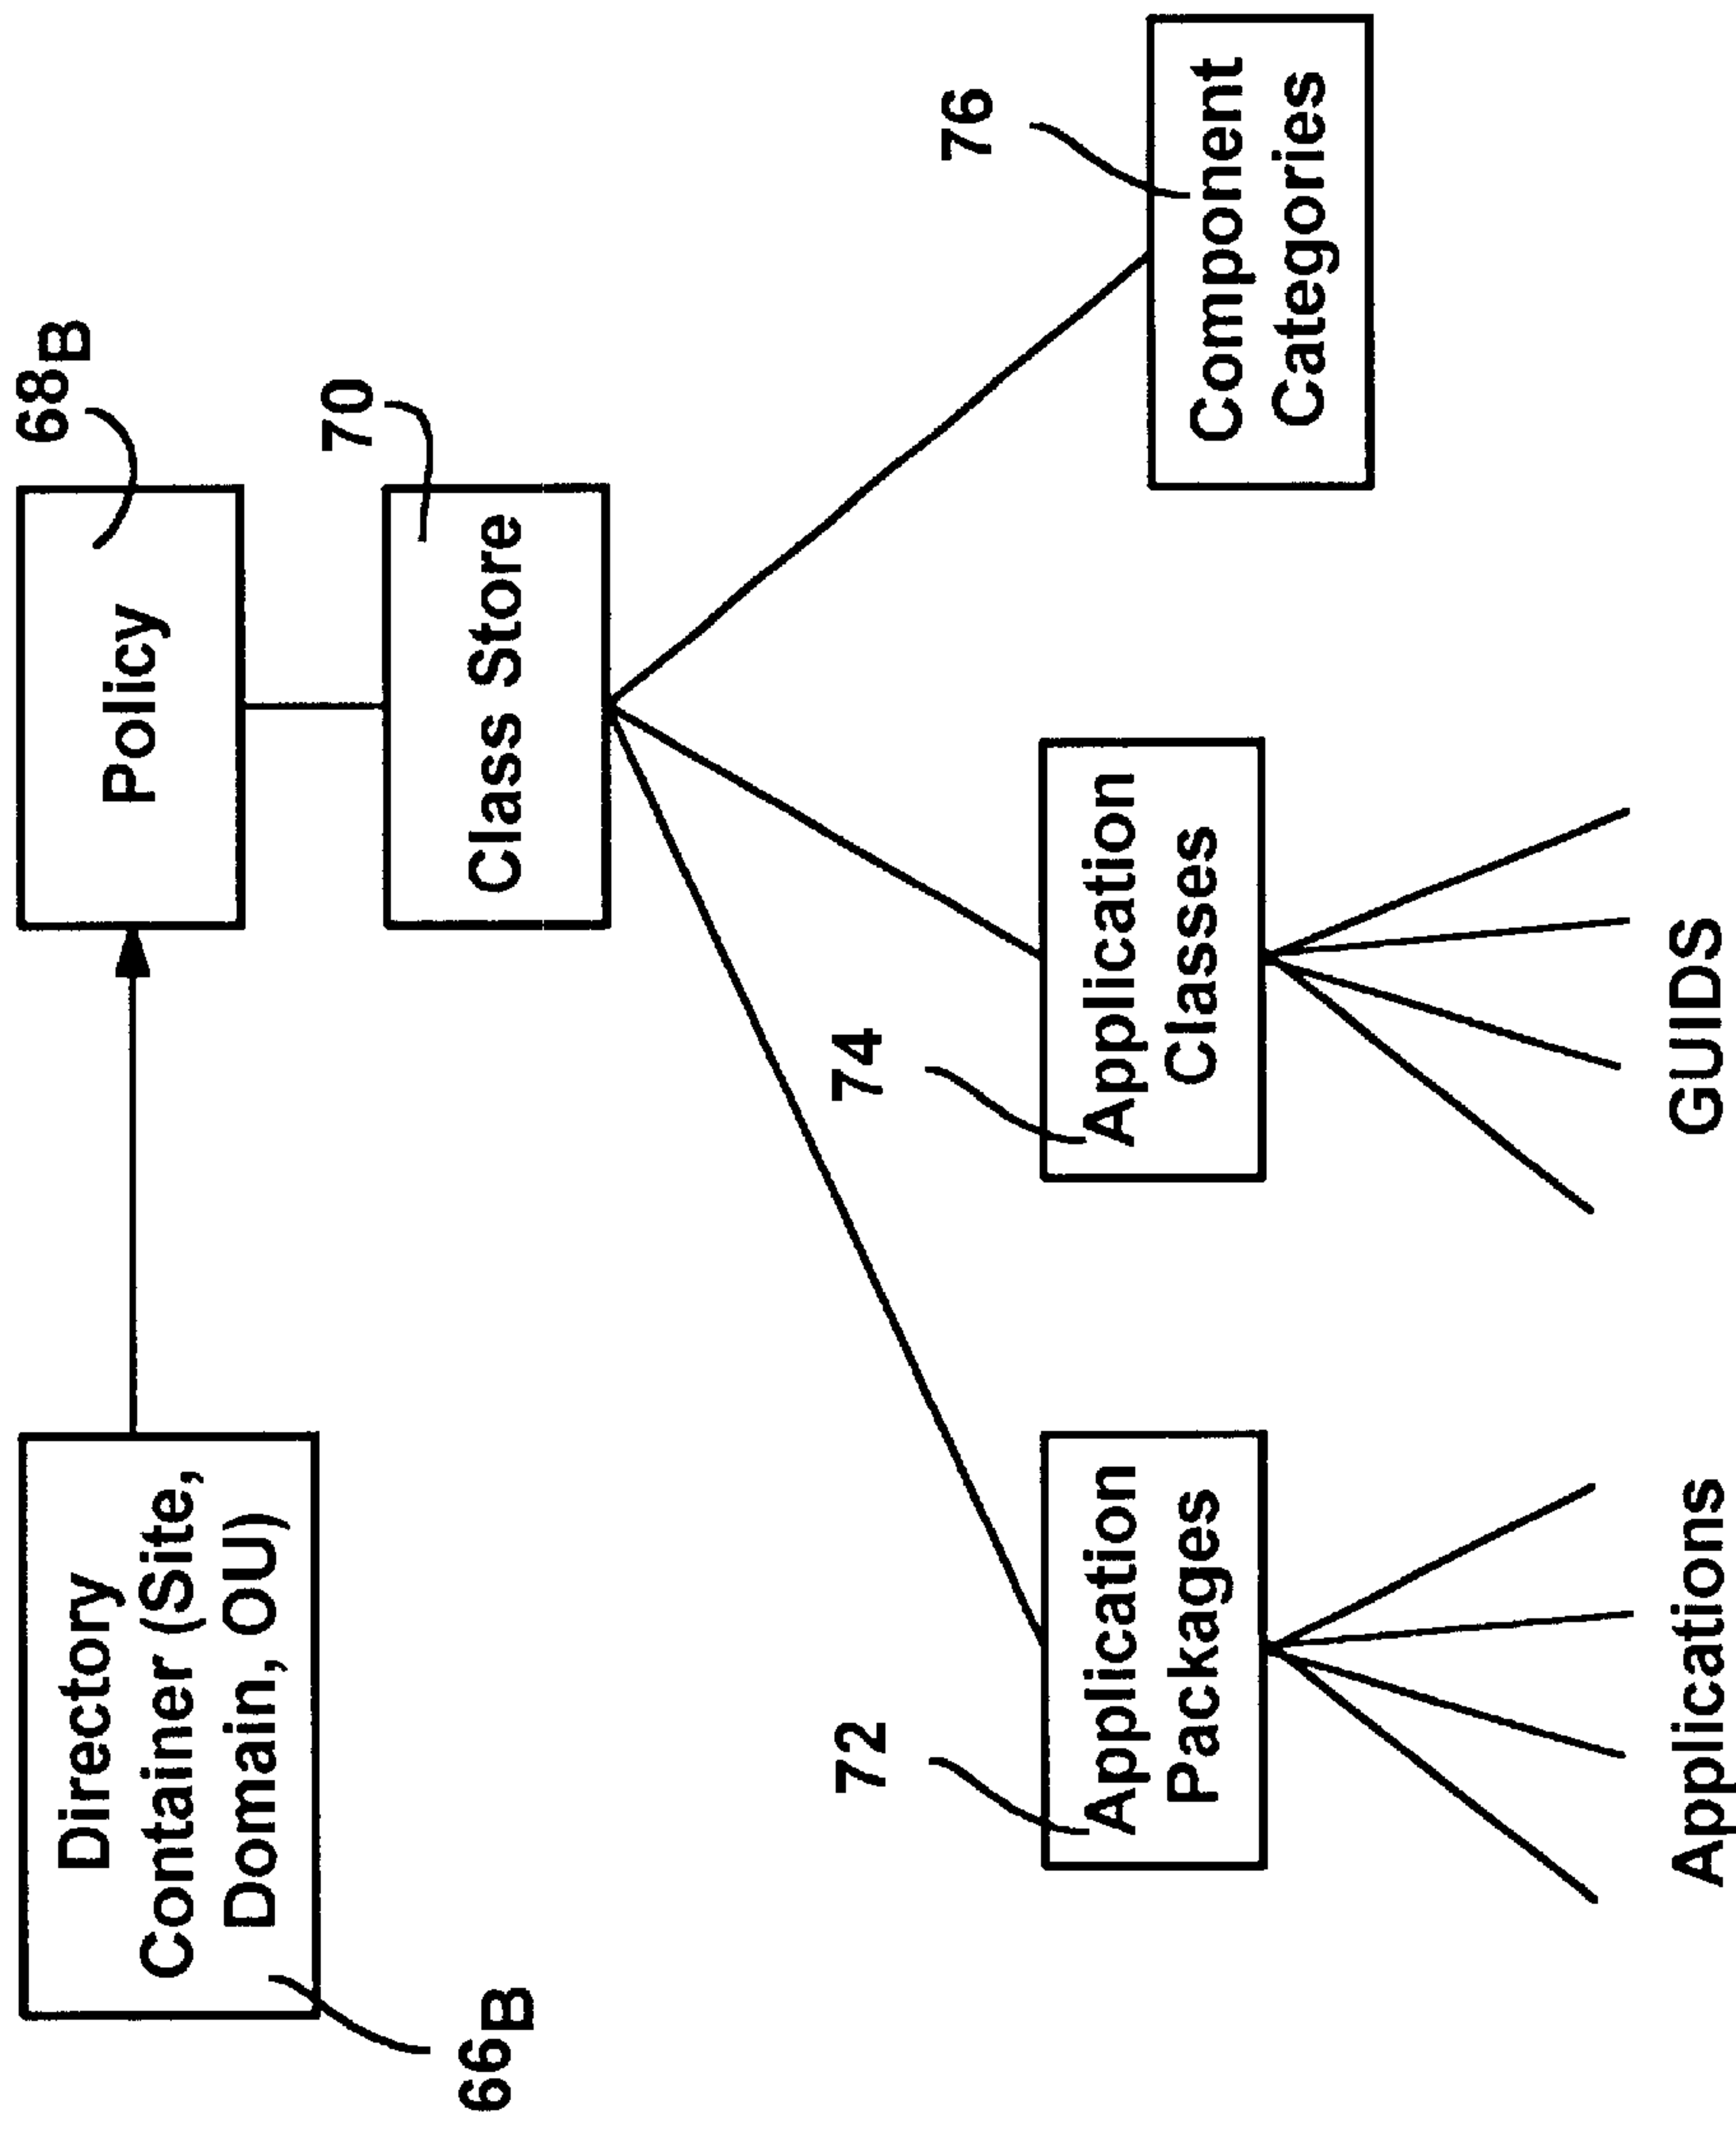 66B
Directory
Container (Site,
Domain, OU)
68B
Policy
70
Class Store
72
Application
Packages
74
Application
Classes
76
Component
Categories
Applications
GUIDS